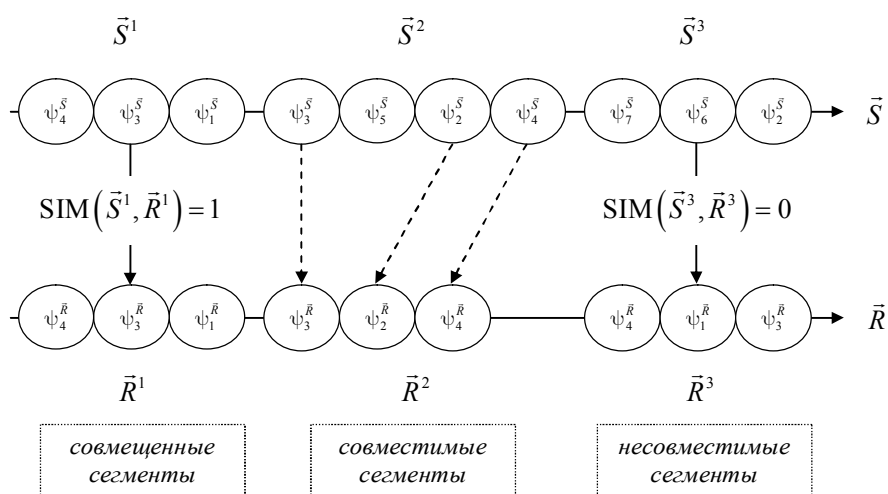 S⃗¹ S⃗² S⃗³
ψ₄^S⃗ ψ₃^S⃗ ψ₁^S⃗ ψ₃^S⃗ ψ₅^S⃗ ψ₂^S⃗ ψ₄^S⃗ ψ₇^S⃗ ψ₆^S⃗ ψ₂^S⃗ S⃗
SIM(S⃗¹, R⃗¹) = 1 SIM(S⃗³, R⃗³) = 0
ψ₄^R⃗ ψ₃^R⃗ ψ₁^R⃗ ψ₃^R⃗ ψ₂^R⃗ ψ₄^R⃗ ψ₄^R⃗ ψ₁^R⃗ ψ₃^R⃗ R⃗
R⃗¹ R⃗² R⃗³
совмещенные
сегменты
совместимые
сегменты
несовместимые
сегменты